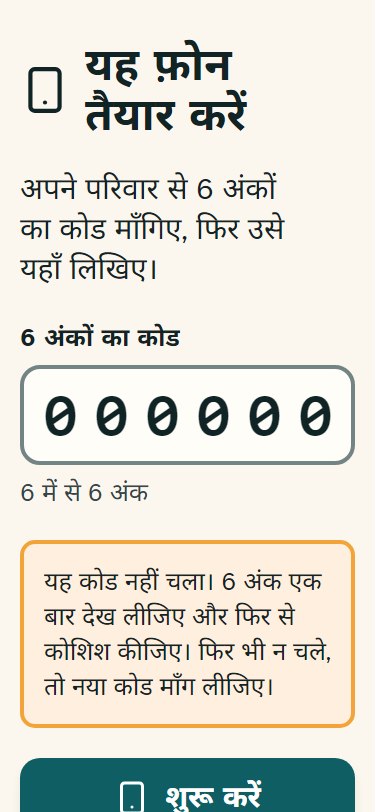 यह फ़ोन
तैयार करें
अपने परिवार से 6 अंकों
का कोड माँगिए, फिर उसे
यहाँ लिखिए।
6 अंकों का कोड
0 0 0 0 0 0
6 में से 6 अंक
यह कोड नहीं चला। 6 अंक एक
बार देख लीजिए और फिर से
कोशिश कीजिए। फिर भी न चले,
तो नया कोड माँग लीजिए।
शुरू करें